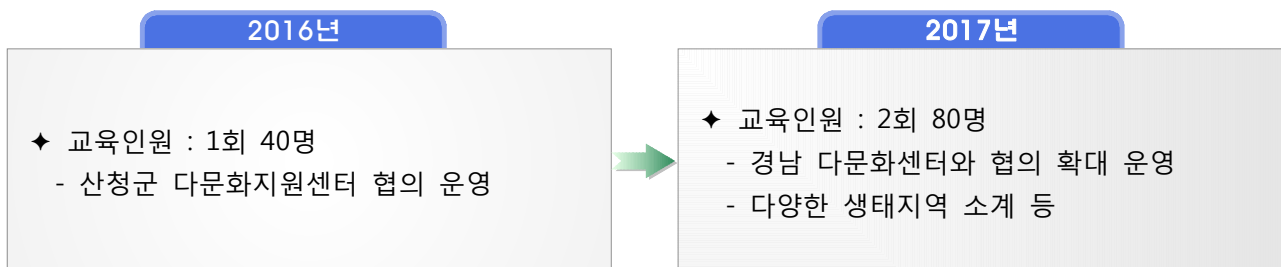 2016년
✦ 교육인원 : 1회 40명
- 산청군 다문화지원센터 협의 운영
2017년
✦ 교육인원 : 2회 80명
- 경남 다문화센터와 협의 확대 운영
- 다양한 생태지역 소계 등